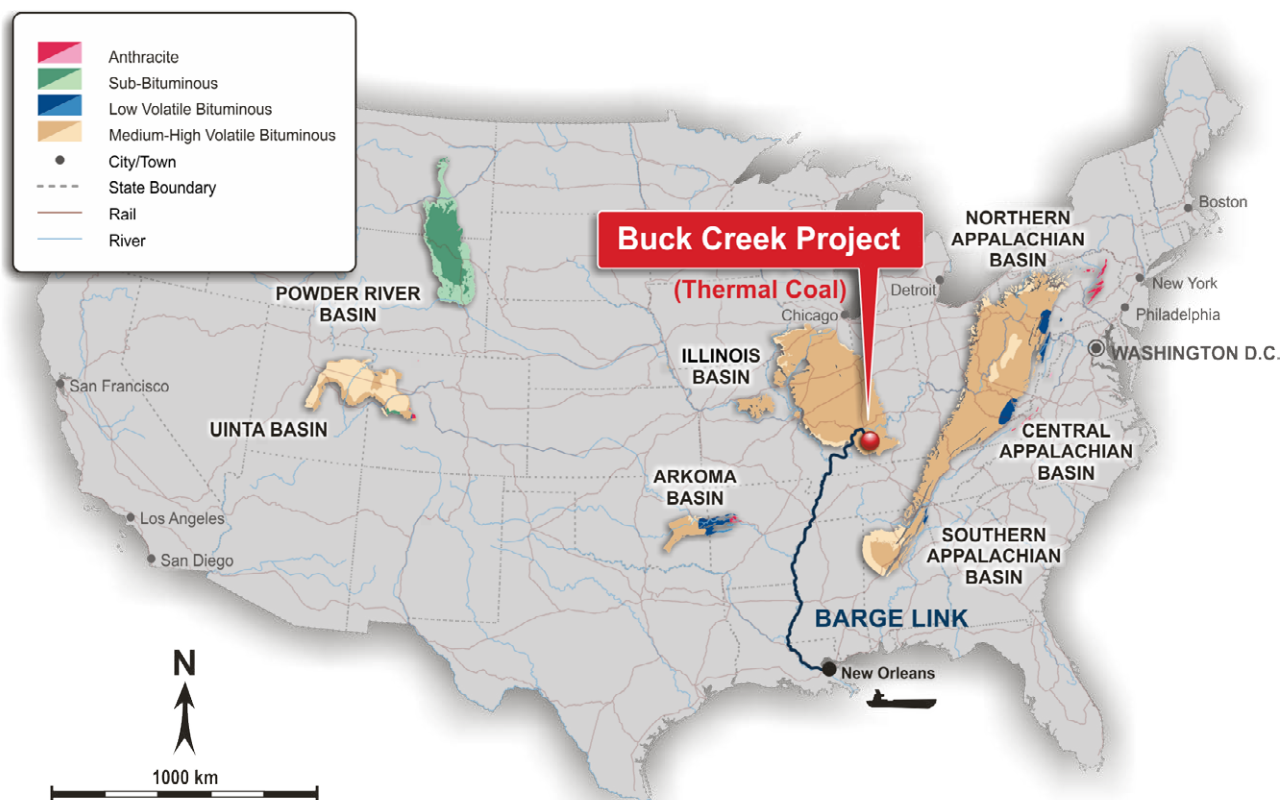 Anthracite
Sub-Bituminous
Low Volatile Bituminous
Medium-High Volatile Bituminous
City/Town
State Boundary
Rail
River
Boston
NORTHERN
APPALACHIAN
BASIN
Buck Creek Project
(Thermal Coal)
Detroit
New York
POWDER RIVER
BASIN
Chicago
Philadelphia
WASHINGTON D.C.
ILLINOIS
BASIN
San Francisco
UINTA BASIN
CENTRAL
APPALACHIAN
BASIN
ARKOMA
BASIN
Los Angeles
San Diego
SOUTHERN
APPALACHIAN
BASIN
BARGE LINK
New Orleans
N
1000 km